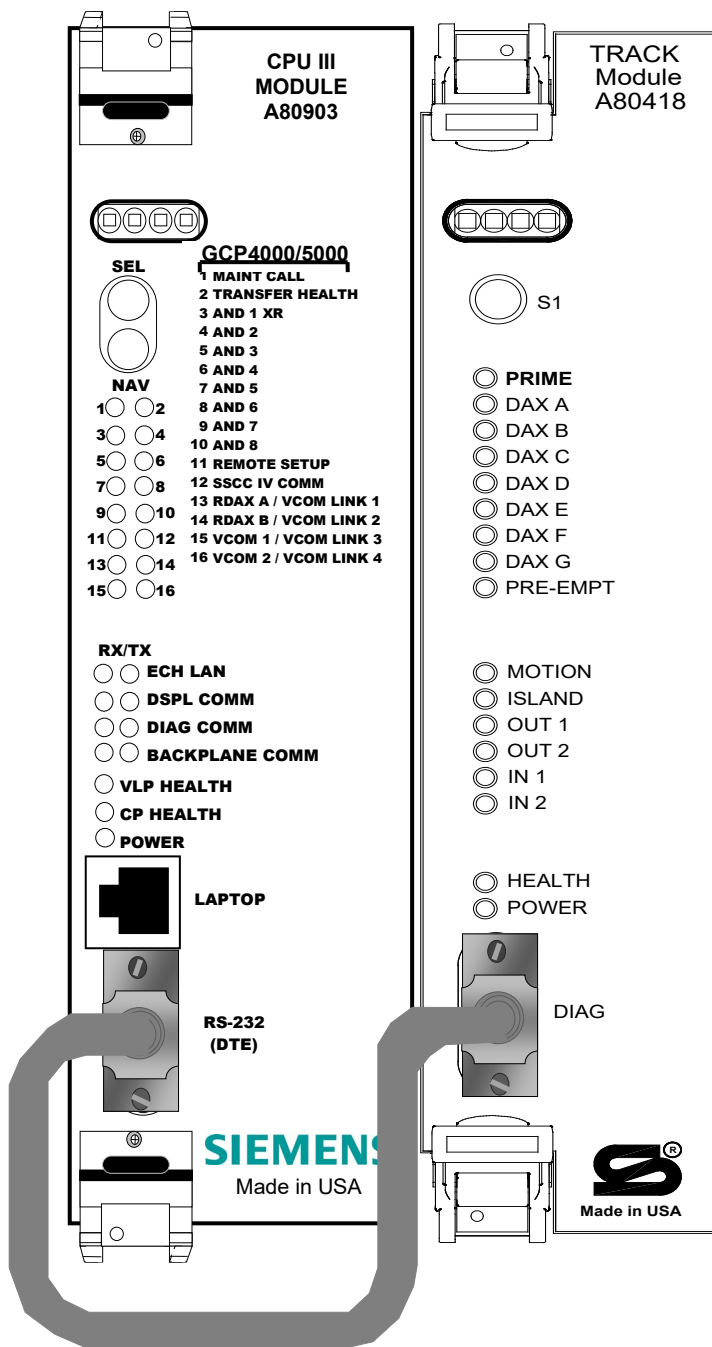 CPU III
MODULE
A80903
GCP4000/5000
SEL
1 MAINT CALL
2 TRANSFER HEALTH
3 AND 1 XR
4 AND 2
5 AND 3
6 AND 4
7 AND 5
8 AND 6
9 AND 7
10 AND 8
11 REMOTE SETUP
12 SSCC IV COMM
13 RDAX A / VCOM LINK 1
14 RDAX B / VCOM LINK 2
15 VCOM 1 / VCOM LINK 3
16 VCOM 2 / VCOM LINK 4
NAV
1 2
3 4
5 6
7 8
9 10
11 12
13 14
15 16
RX/TX
ECH LAN
DSPL COMM
DIAG COMM
BACKPLANE COMM
VLP HEALTH
CP HEALTH
POWER
LAPTOP
RS-232
(DTE)
SIEMENS
Made in USA
TRACK
Module
A80418
S1
PRIME
DAX A
DAX B
DAX C
DAX D
DAX E
DAX F
DAX G
PRE-EMPT
MOTION
ISLAND
OUT 1
OUT 2
IN 1
IN 2
HEALTH
POWER
DIAG
®
Made in USA